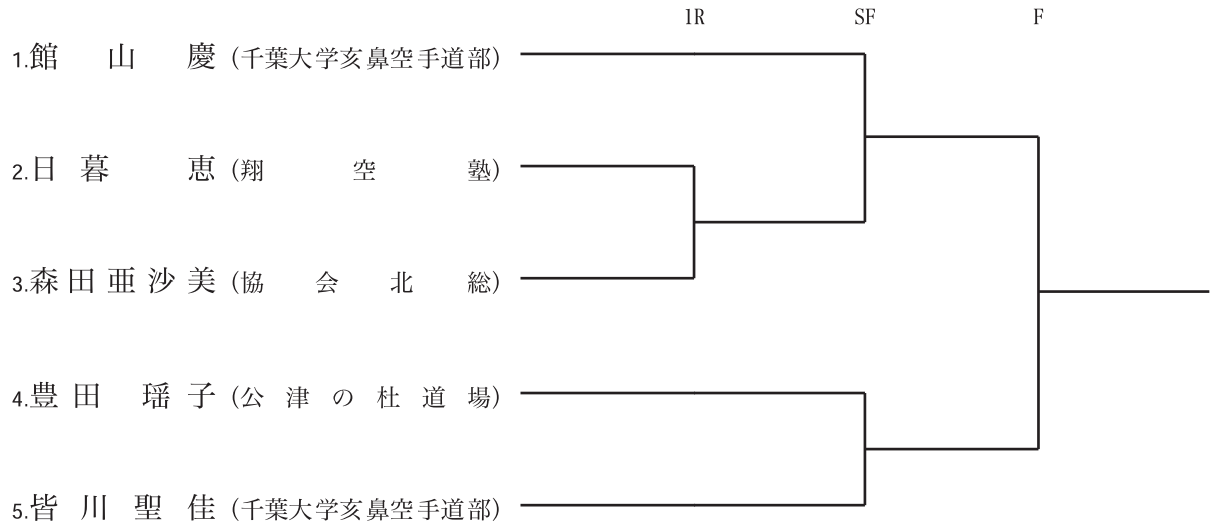 1R SF F
1.館山慶(千葉大学亥鼻空手道部)
2.日暮恵(翔空塾)
3.森田亜沙美(協会北総)
4.豊田瑶子(公津の杜道場)
5.皆川聖佳(千葉大学亥鼻空手道部)